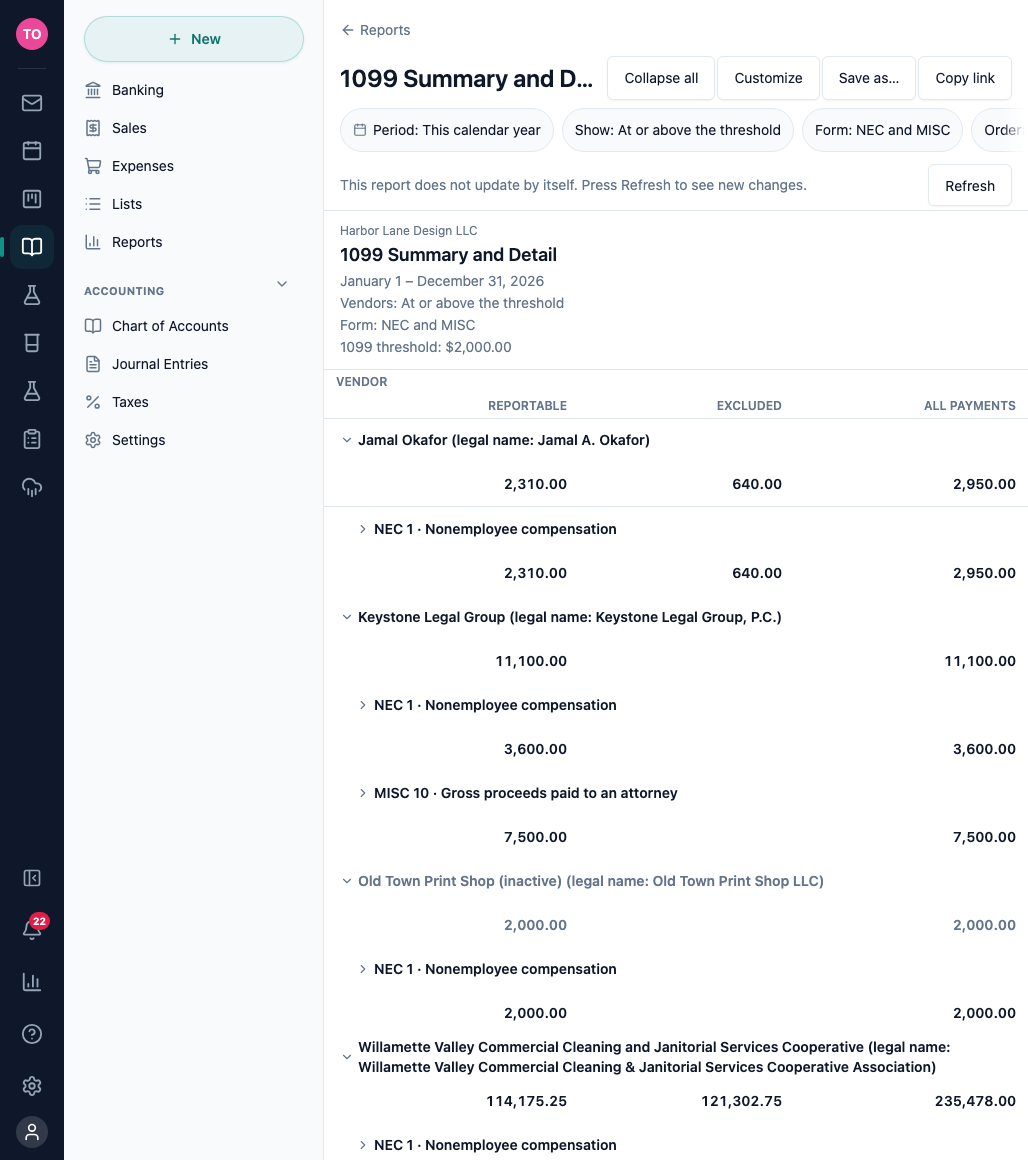 TO
New
Banking
Sales
Expenses
Lists
Reports
ACCOUNTING
Chart of Accounts
Journal Entries
Taxes
Settings
22
Reports
1099 Summary and D...
Collapse all
Customize
Save as...
Copy link
Period: This calendar year
Show: At or above the threshold
Form: NEC and MISC
Order
This report does not update by itself. Press Refresh to see new changes.
Refresh
Harbor Lane Design LLC
1099 Summary and Detail
January 1 – December 31, 2026
Vendors: At or above the threshold
Form: NEC and MISC
1099 threshold: $2,000.00
VENDOR
REPORTABLE EXCLUDED ALL PAYMENTS
Jamal Okafor (legal name: Jamal A. Okafor)
2,310.00 640.00 2,950.00
NEC 1 · Nonemployee compensation
2,310.00 640.00 2,950.00
Keystone Legal Group (legal name: Keystone Legal Group, P.C.)
11,100.00 11,100.00
NEC 1 · Nonemployee compensation
3,600.00 3,600.00
MISC 10 · Gross proceeds paid to an attorney
7,500.00 7,500.00
Old Town Print Shop (inactive) (legal name: Old Town Print Shop LLC)
2,000.00 2,000.00
NEC 1 · Nonemployee compensation
2,000.00 2,000.00
Willamette Valley Commercial Cleaning and Janitorial Services Cooperative (legal name:
Willamette Valley Commercial Cleaning & Janitorial Services Cooperative Association)
114,175.25 121,302.75 235,478.00
NEC 1 · Nonemployee compensation